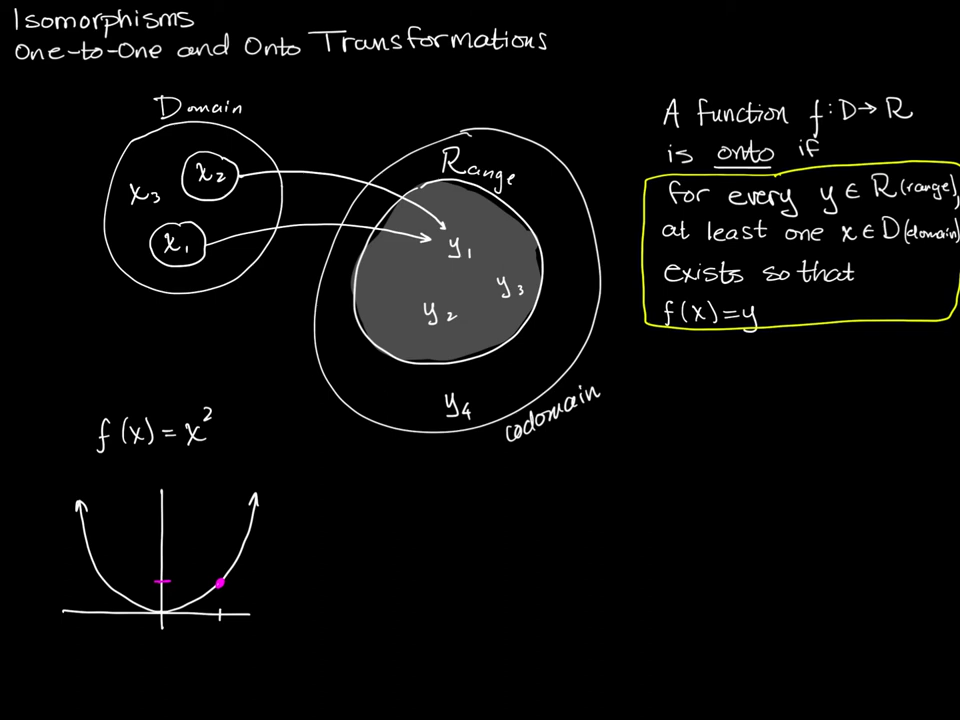 Isomorphisms
One-to-One and Onto Transformations
Domain
x₂
x₃
x₁
Range
y₁
y₃
y₂
y₄
codomain
A function f: D→R
is onto if
for every y ∈ R (range),
at least one x ∈ D (domain)
exists so that
f(x) = y
f(x) = x²